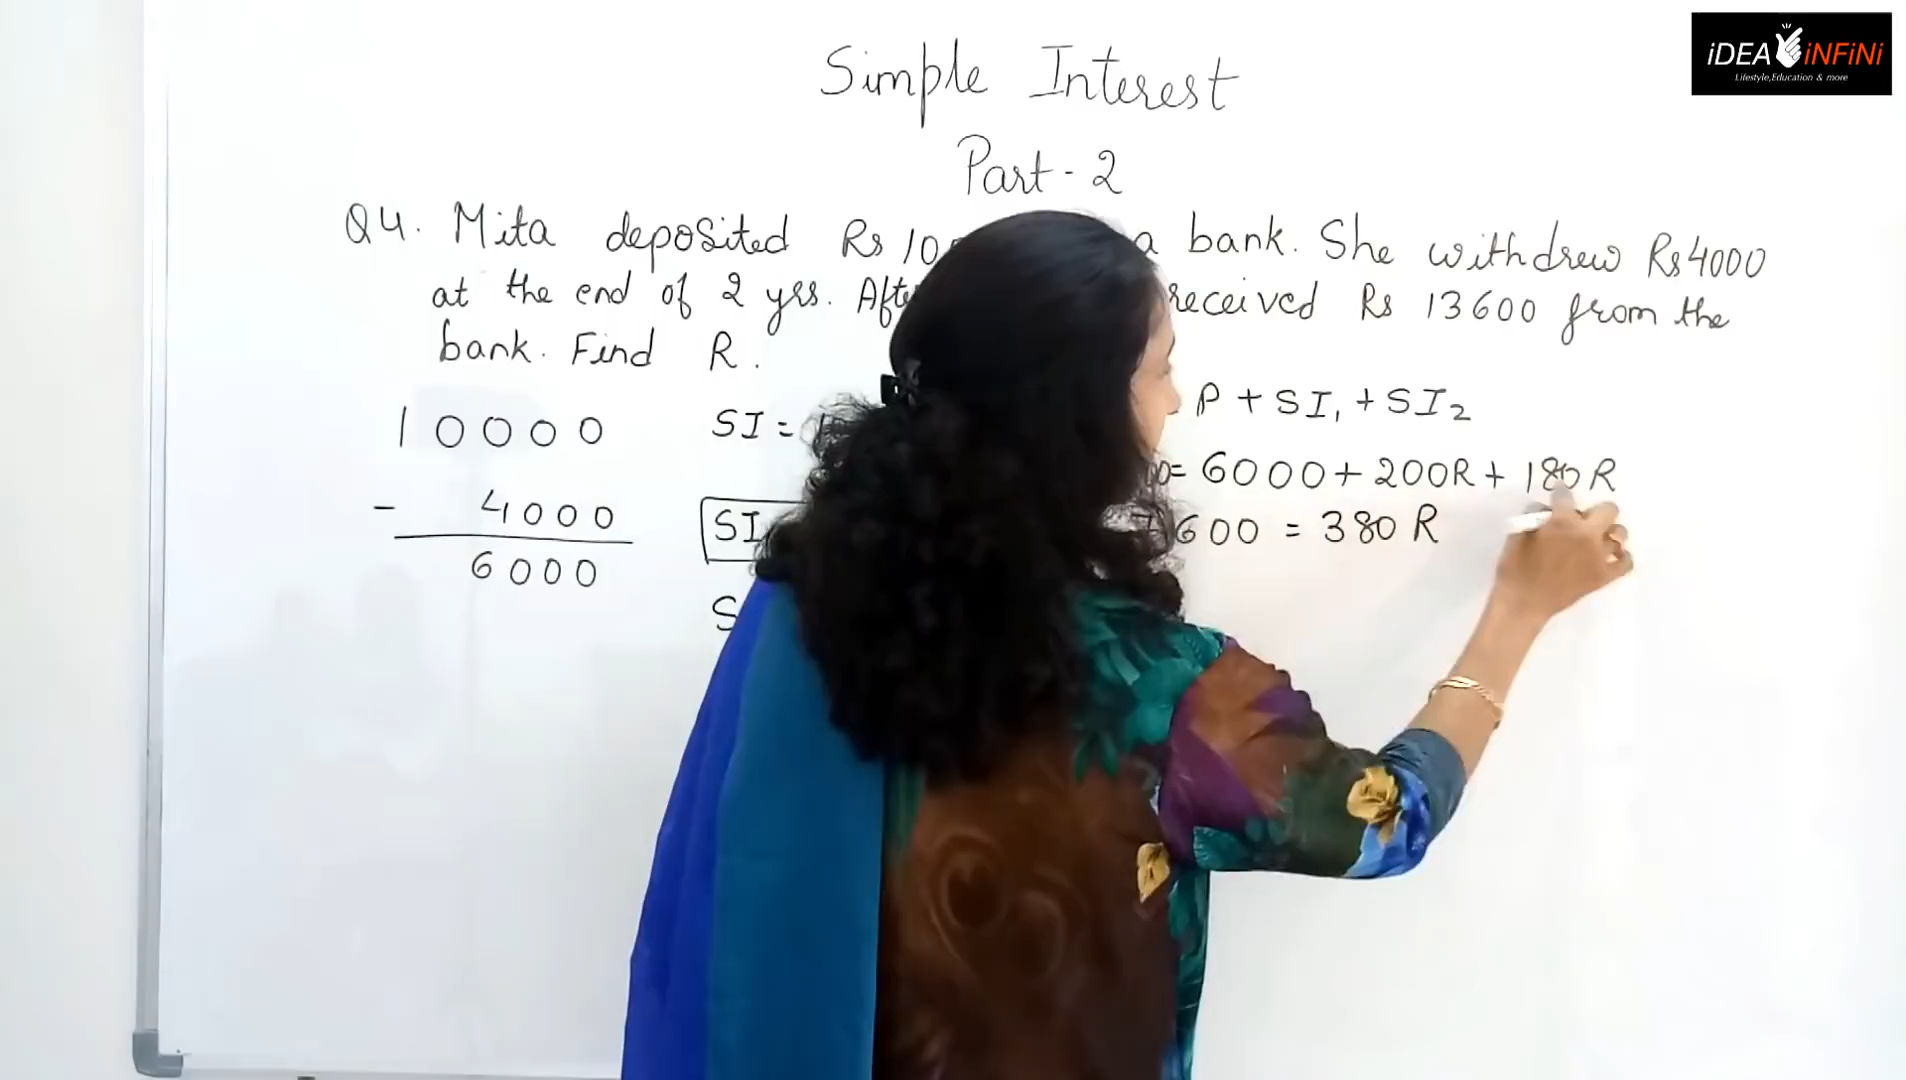 iDEA iNFiNi
Lifestyle,Education & more
Simple Interest
Part - 2
Q4. Mita deposited Rs 10 a bank. She withdrew Rs 4000
at the end of 2 yrs. received Rs 13600 from the
bank. Find R.
10000
- 4000
6000
SI =
SI
P + SI₁ + SI₂
= 6000 + 200R + 180R
7600 = 380 R